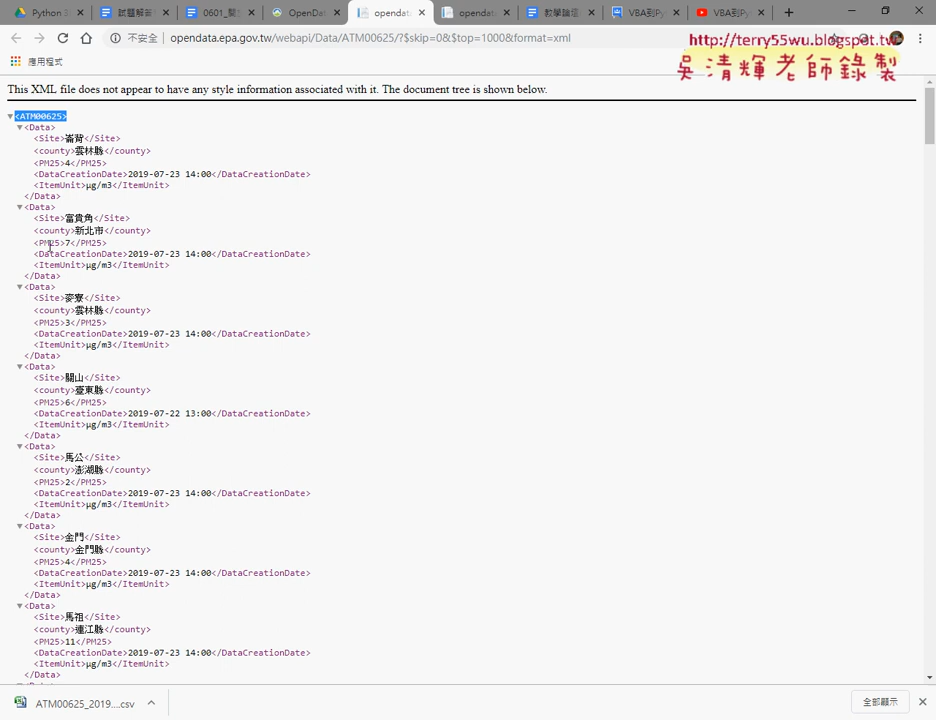 Python 3.
試題解新
0601_開
OpenDat
opendat
opendat
教學論壇
VBA到Py
VBA到Py
不安全
opendata.epa.gov.tw/webapi/Data/ATM00625/?$skip=0&$top=1000&format=xml
http://terry55wu.blogspot.tw
吳清輝老師錄製
應用程式
This XML file does not appear to have any style information associated with it. The document tree is shown below.
<ATM00625>
<Data>
<Site>崙背</Site>
<county>雲林縣</county>
<PM25>4</PM25>
<DataCreationDate>2019-07-23 14:00</DataCreationDate>
<ItemUnit>μg/m3</ItemUnit>
</Data>
<Data>
<Site>富貴角</Site>
<county>新北市</county>
<PM25>7</PM25>
<DataCreationDate>2019-07-23 14:00</DataCreationDate>
<ItemUnit>μg/m3</ItemUnit>
</Data>
<Data>
<Site>麥寮</Site>
<county>雲林縣</county>
<PM25>3</PM25>
<DataCreationDate>2019-07-23 14:00</DataCreationDate>
<ItemUnit>μg/m3</ItemUnit>
</Data>
<Data>
<Site>關山</Site>
<county>臺東縣</county>
<PM25>6</PM25>
<DataCreationDate>2019-07-22 13:00</DataCreationDate>
<ItemUnit>μg/m3</ItemUnit>
</Data>
<Data>
<Site>馬公</Site>
<county>澎湖縣</county>
<PM25>2</PM25>
<DataCreationDate>2019-07-23 14:00</DataCreationDate>
<ItemUnit>μg/m3</ItemUnit>
</Data>
<Data>
<Site>金門</Site>
<county>金門縣</county>
<PM25>4</PM25>
<DataCreationDate>2019-07-23 14:00</DataCreationDate>
<ItemUnit>μg/m3</ItemUnit>
</Data>
<Data>
<Site>馬祖</Site>
<county>連江縣</county>
<PM25>11</PM25>
<DataCreationDate>2019-07-23 14:00</DataCreationDate>
<ItemUnit>μg/m3</ItemUnit>
</Data>
ATM00625_2019....csv
全部顯示